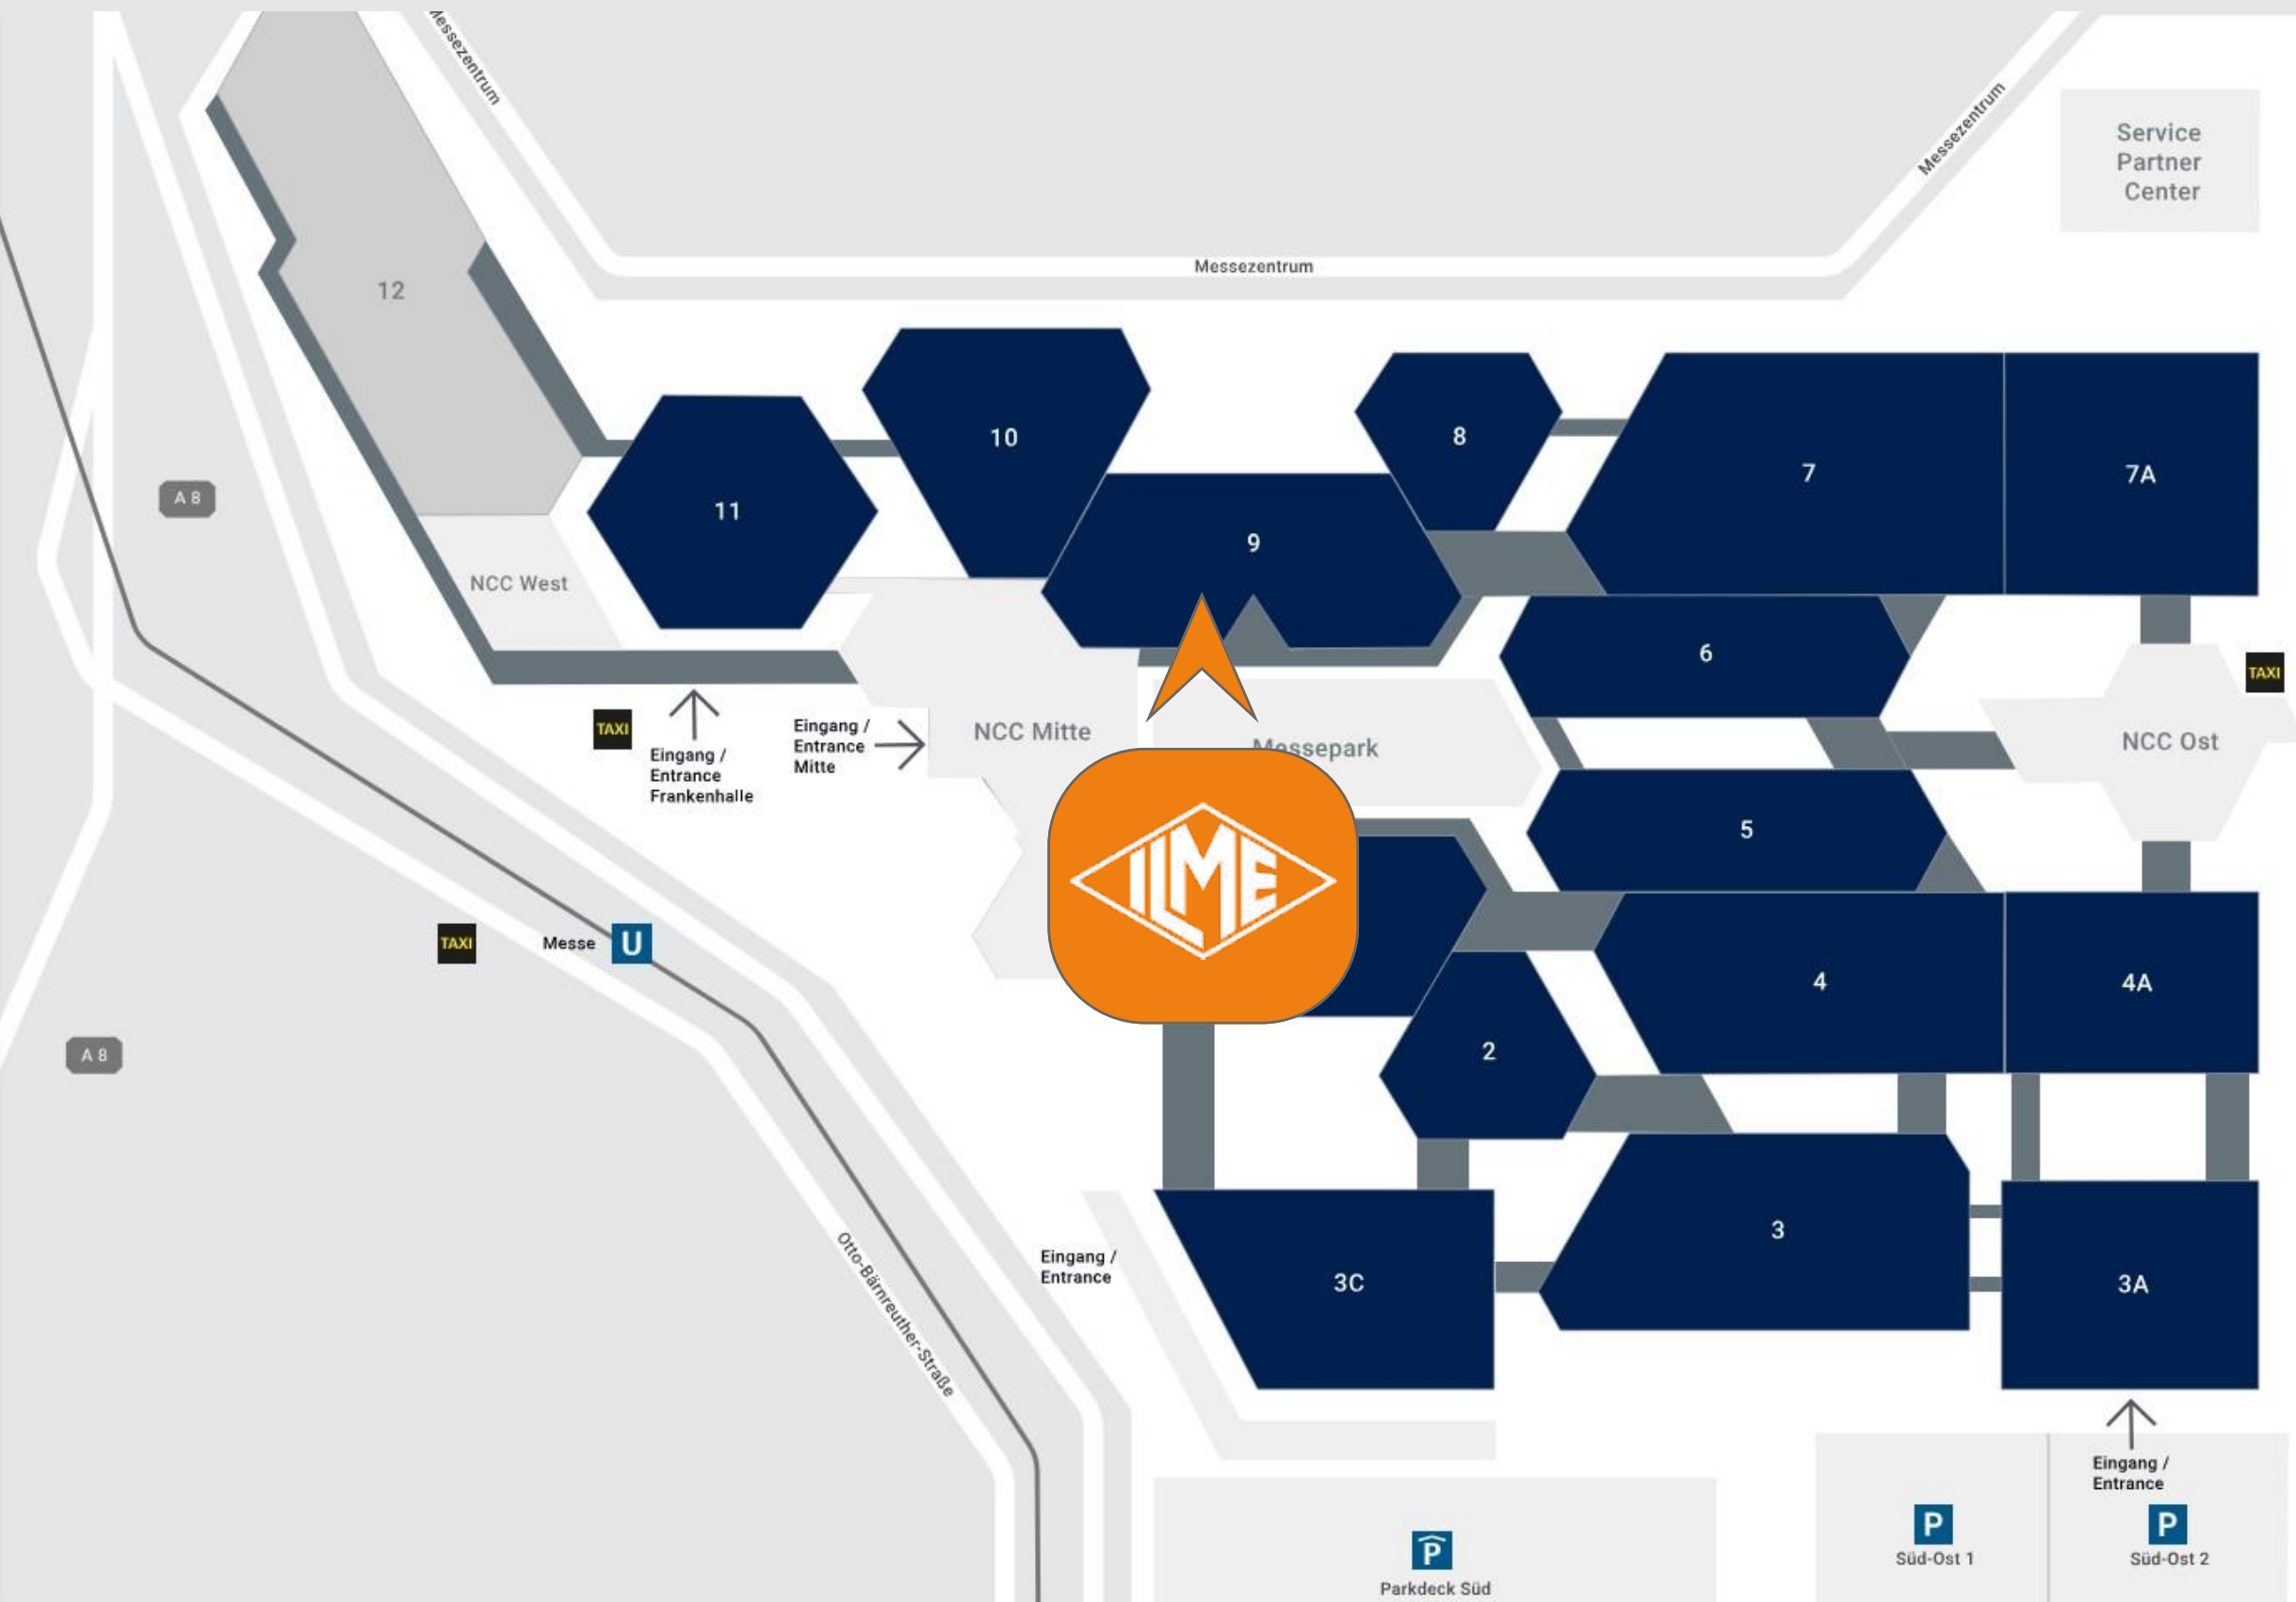 Messezentrum
Messezentrum
Service
Partner
Center
Messezentrum
12
10
8
11
7
7A
A 8
9
NCC West
6
TAXI
TAXI
Eingang /
Entrance
Frankenhalle
Eingang /
Entrance
Mitte
NCC Mitte
Messepark
NCC Ost
5
ILME
TAXI
Messe
U
4
4A
A 8
2
3
Otto-Bärnreuther-Straße
Eingang /
Entrance
3C
3A
Eingang /
Entrance
P
P
P
Süd-Ost 1
Süd-Ost 2
Parkdeck Süd